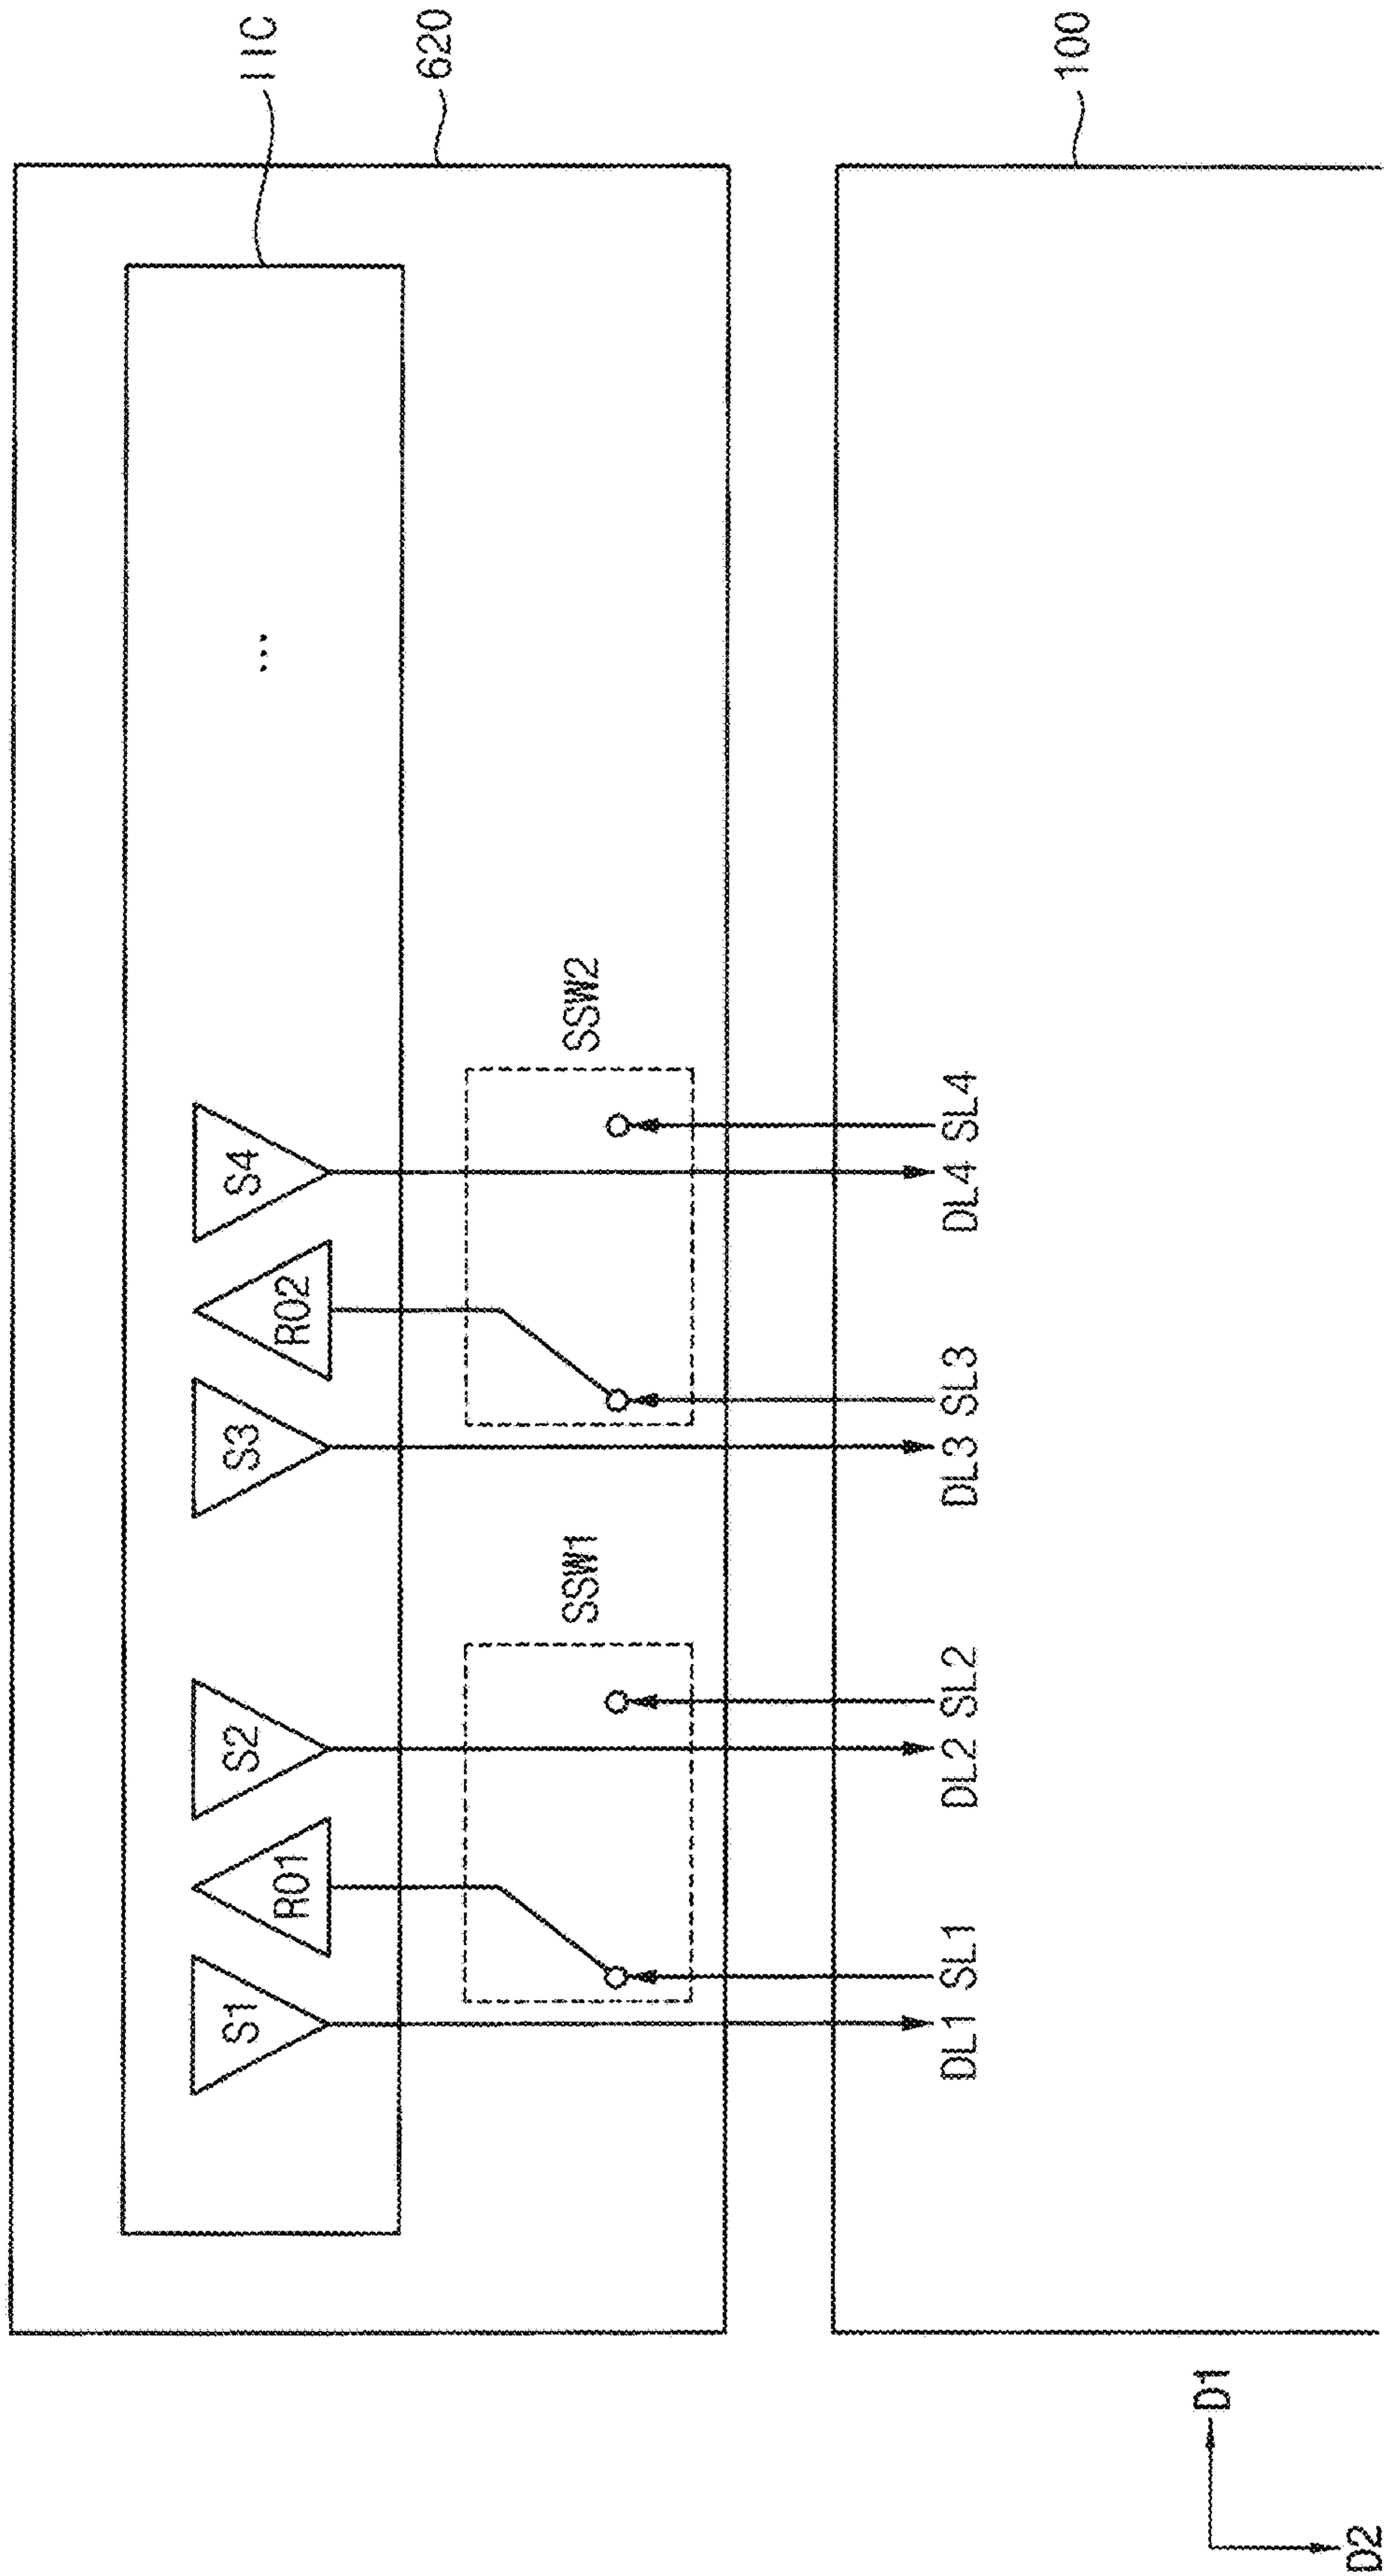 S1 RO1 S2 S3 RO2 S4 ... IIC
SSW1 SSW2
620
DL1 SL1 DL2 SL2 DL3 SL3 DL4 SL4
100
D1
D2